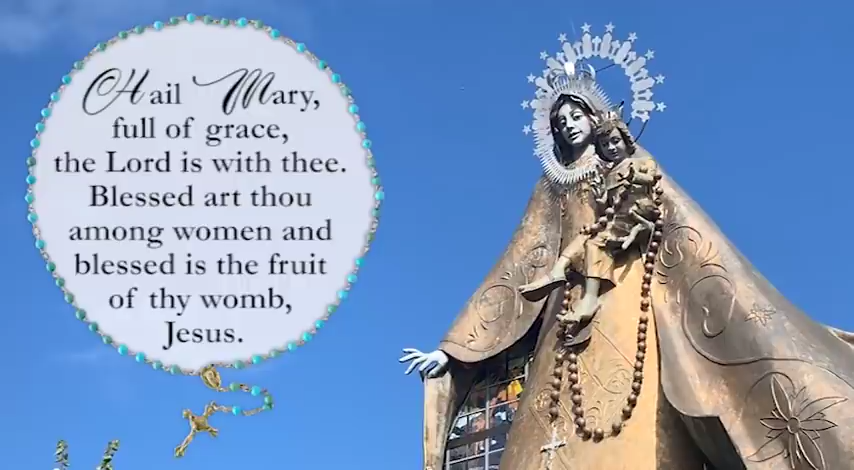 Hail Mary,
full of grace,
the Lord is with thee.
Blessed art thou
among women and
blessed is the fruit
of thy womb,
Jesus.